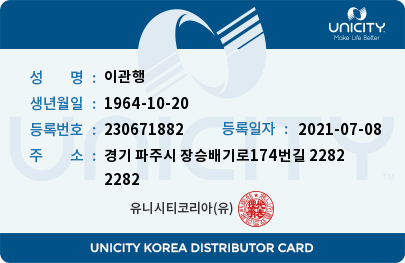 UNICITY
Make Life Better
성 명 : 이관행
생년월일 : 1964-10-20
등록번호 : 230671882 등록일자 : 2021-07-08
주 소 : 경기 파주시 장승배기로174번길 2282
2282
UNICITY
유니시티코리아(유)
UNICITY KOREA DISTRIBUTOR CARD